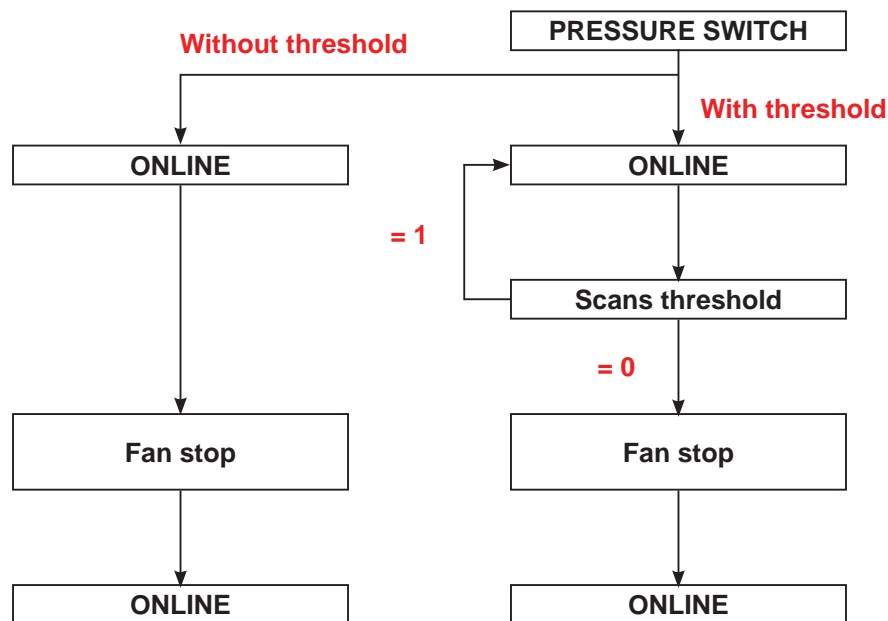 PRESSURE SWITCH
Without threshold
With threshold
ONLINE
ONLINE
= 1
Scans threshold
= 0
Fan stop
Fan stop
ONLINE
ONLINE